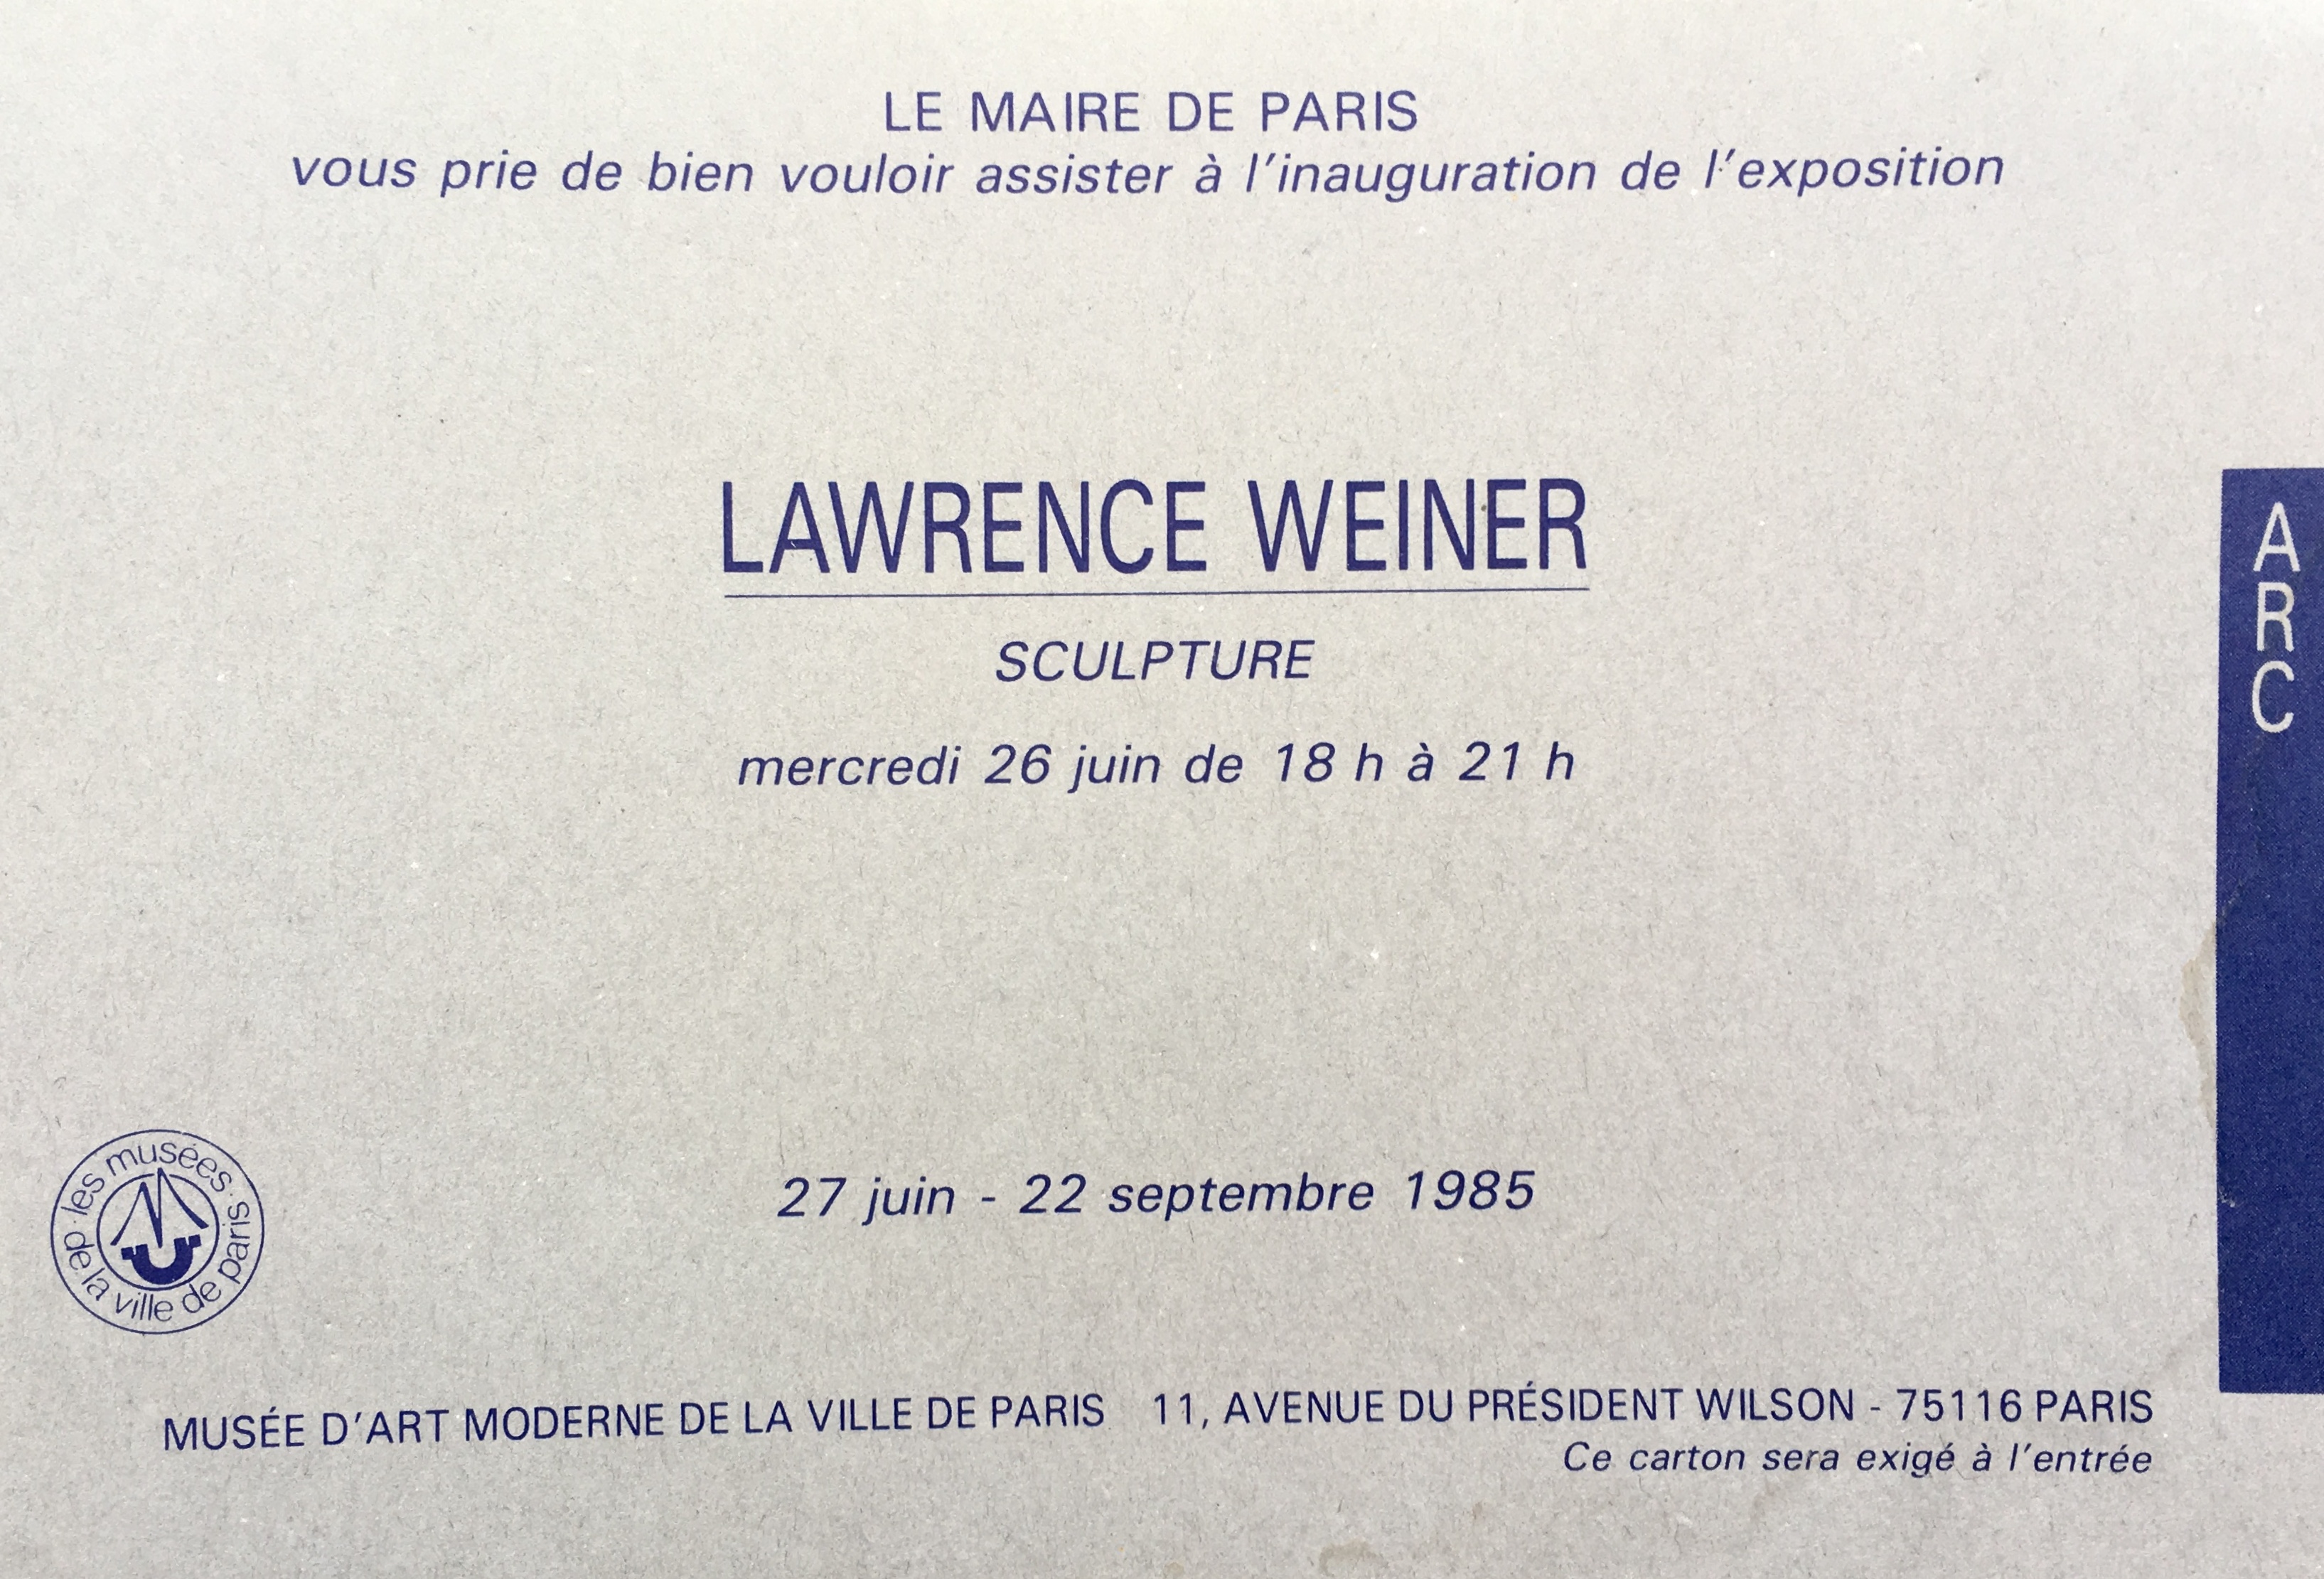 LE MAIRE DE PARIS
vous prie de bien vouloir assister à l'inauguration de l'exposition
LAWRENCE WEINER
SCULPTURE
mercredi 26 juin de 18 h à 21 h
A
R
C
27 juin - 22 septembre 1985
les musées de la ville de paris
MUSÉE D'ART MODERNE DE LA VILLE DE PARIS 11, AVENUE DU PRÉSIDENT WILSON - 75116 PARIS
Ce carton sera exigé à l'entrée